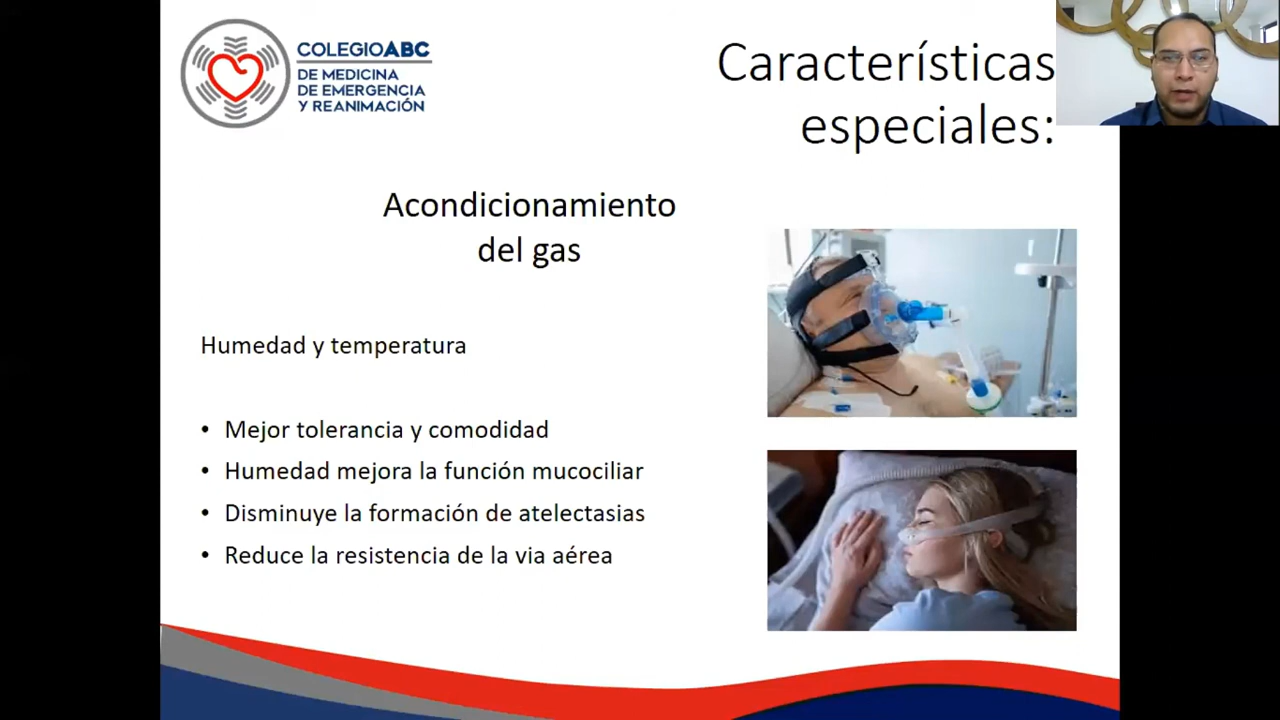 COLEGIOABC
DE MEDICINA
DE EMERGENCIA
Y REANIMACIÓN
Características
especiales:
Acondicionamiento
del gas
Humedad y temperatura
• Mejor tolerancia y comodidad
• Humedad mejora la función mucociliar
• Disminuye la formación de atelectasias
• Reduce la resistencia de la via aérea